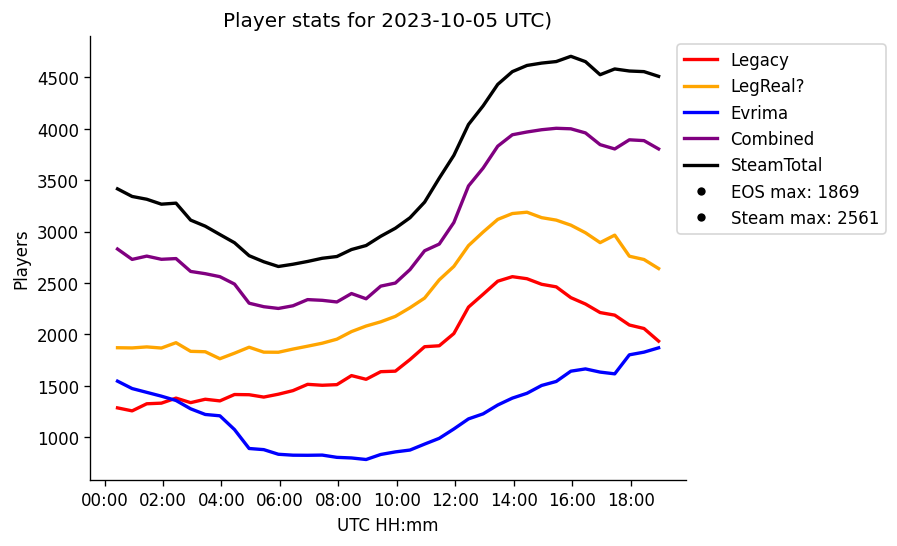 Player stats for 2023-10-05 UTC)
Legacy
LegReal?
Evrima
Combined
SteamTotal
EOS max: 1869
Steam max: 2561
Players
4500
4000
3500
3000
2500
2000
1500
1000
00:00 02:00 04:00 06:00 08:00 10:00 12:00 14:00 16:00 18:00
UTC HH:mm